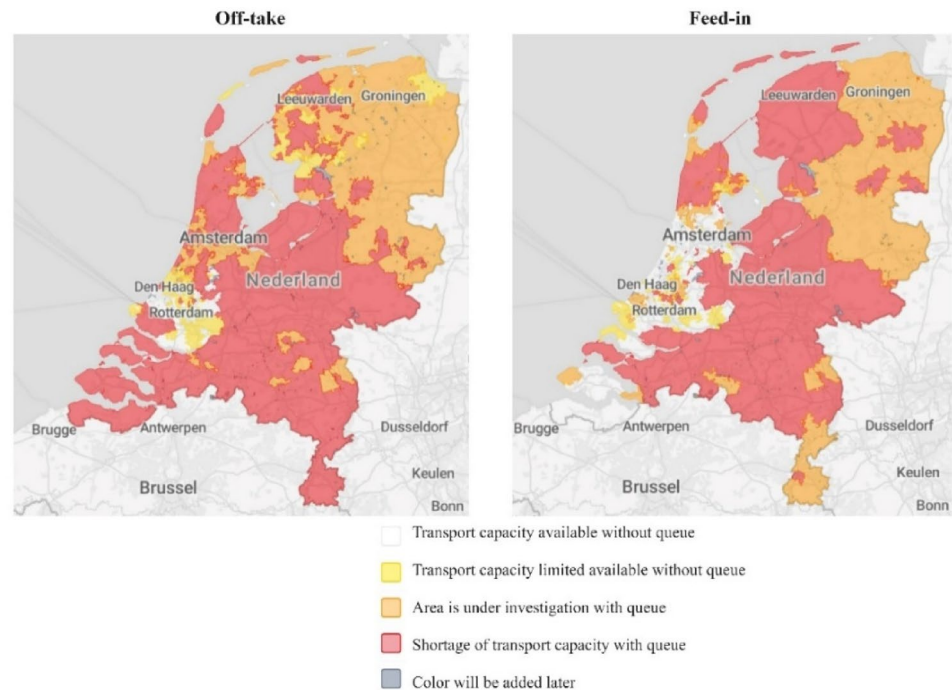 Off-take
Feed-in
Leeuwarden
Groningen
Amsterdam
Nederland
Den Haag
Rotterdam
Brugge
Antwerpen
Dusseldorf
Keulen
Brussel
Bonn
Leeuwarden
Groningen
Amsterdam
Nederland
Den Haag
Rotterdam
Brugge
Antwerpen
Dusseldorf
Keulen
Brussel
Bonn
Transport capacity available without queue
Transport capacity limited available without queue
Area is under investigation with queue
Shortage of transport capacity with queue
Color will be added later